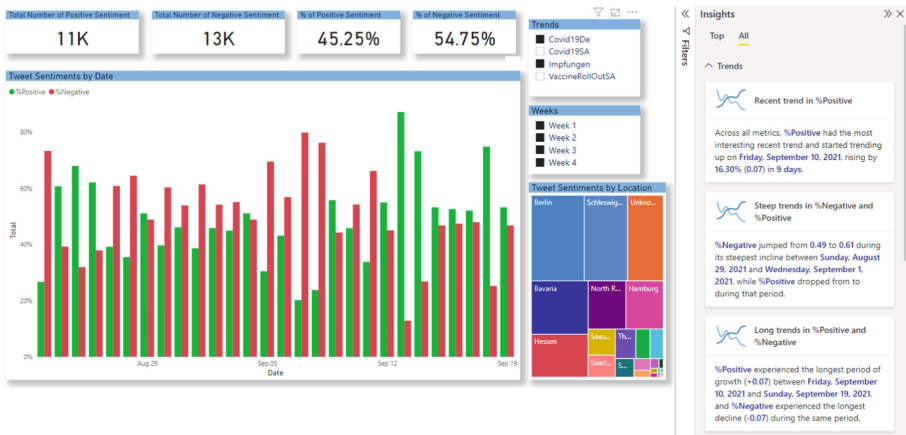 Total Number of Positive Sentiment
11K
Total Number of Negative Sentiment
13K
% of Positive Sentiment
45.25%
% of Negative Sentiment
54.75%
Trends
Covid19De
Covid19SA
Impfungen
VaccineRollOutSA
Weeks
Week 1
Week 2
Week 3
Week 4
Tweet Sentiments by Date
%Positive %Negative
80%
60%
40%
20%
0%
Total
Aug 29
Sep 05
Sep 12
Sep 19
Date
Tweet Sentiments by Location
Berlin
Schleswig...
Unkno...
Bavaria
North R...
Hamburg
Hessen
Saxo...
Th...
Saarl...
S...
Filters
Insights
Top
All
Trends
Recent trend in %Positive
Across all metrics, %Positive had the most
interesting recent trend and started trending
up on Friday, September 10, 2021, rising by
16.30% (0.07) in 9 days.
Steep trends in %Negative and
%Positive
%Negative jumped from 0.49 to 0.61 during
its steepest incline between Sunday, August
29, 2021 and Wednesday, September 1,
2021, while %Positive dropped from to
during that period.
Long trends in %Positive and
%Negative
%Positive experienced the longest period of
growth (+0.07) between Friday, September
10, 2021 and Sunday, September 19, 2021,
and %Negative experienced the longest
decline (-0.07) during the same period.